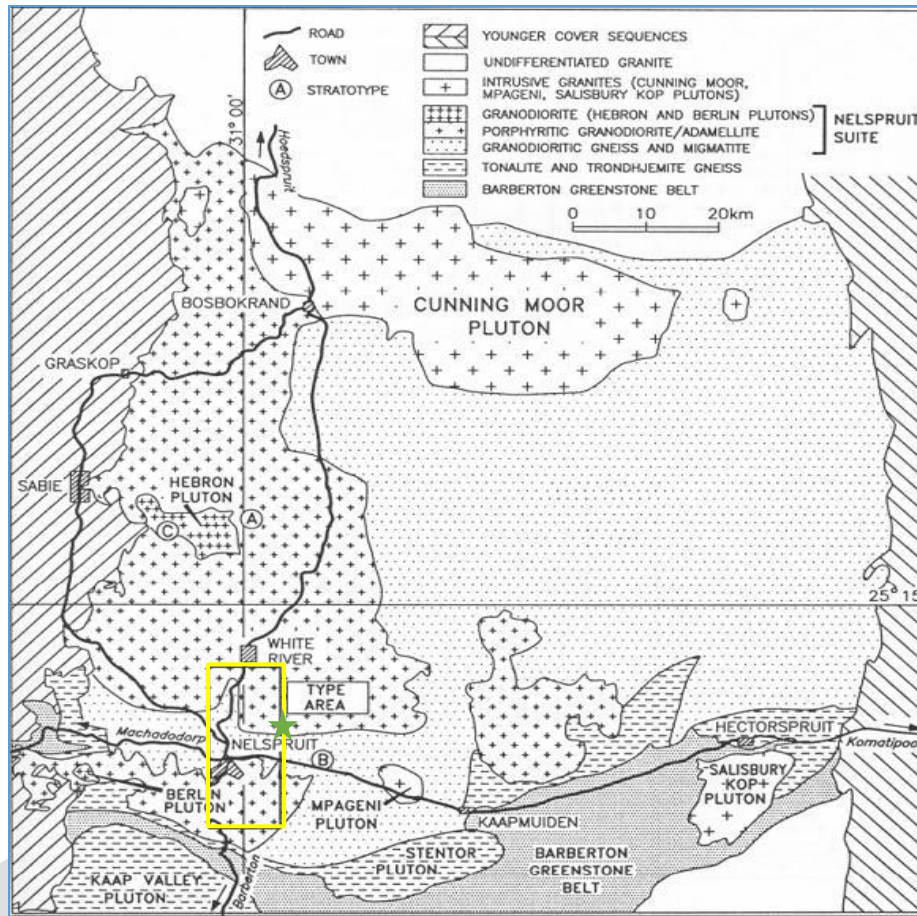 ROAD
TOWN
A STRATOTYPE
YOUNGER COVER SEQUENCES
UNDIFFERENTIATED GRANITE
INTRUSIVE GRANITES (CUNNING MOOR,
MPAGENI, SALISBURY KOP PLUTONS)
GRANODIORITE (HEBRON AND BERLIN PLUTONS)
PORPHYRITIC GRANODIORITE/ADAMELLITE
GRANODIORITIC GNEISS AND MIGMATITE
NELSPRUIT
SUITE
TONALITE AND TRONDHJEMITE GNEISS
BARBERTON GREENSTONE BELT
0 10 20km
31° 00'
Hoedspruit
BOSBOKRAND
CUNNING MOOR
PLUTON
GRASKOP
SABIE
HEBRON
PLUTON
A
C
25° 15
WHITE
RIVER
TYPE
AREA
Machadodorp
NELSPRUIT
B
HECTORSPRUIT
Komatipoo
BERLIN
PLUTON
MPAGENI
PLUTON
SALISBURY
KOP
PLUTON
KAAPMUIDEN
STENTOR
PLUTON
BARBERTON
GREENSTONE
BELT
KAAP VALLEY
PLUTON
Barberton